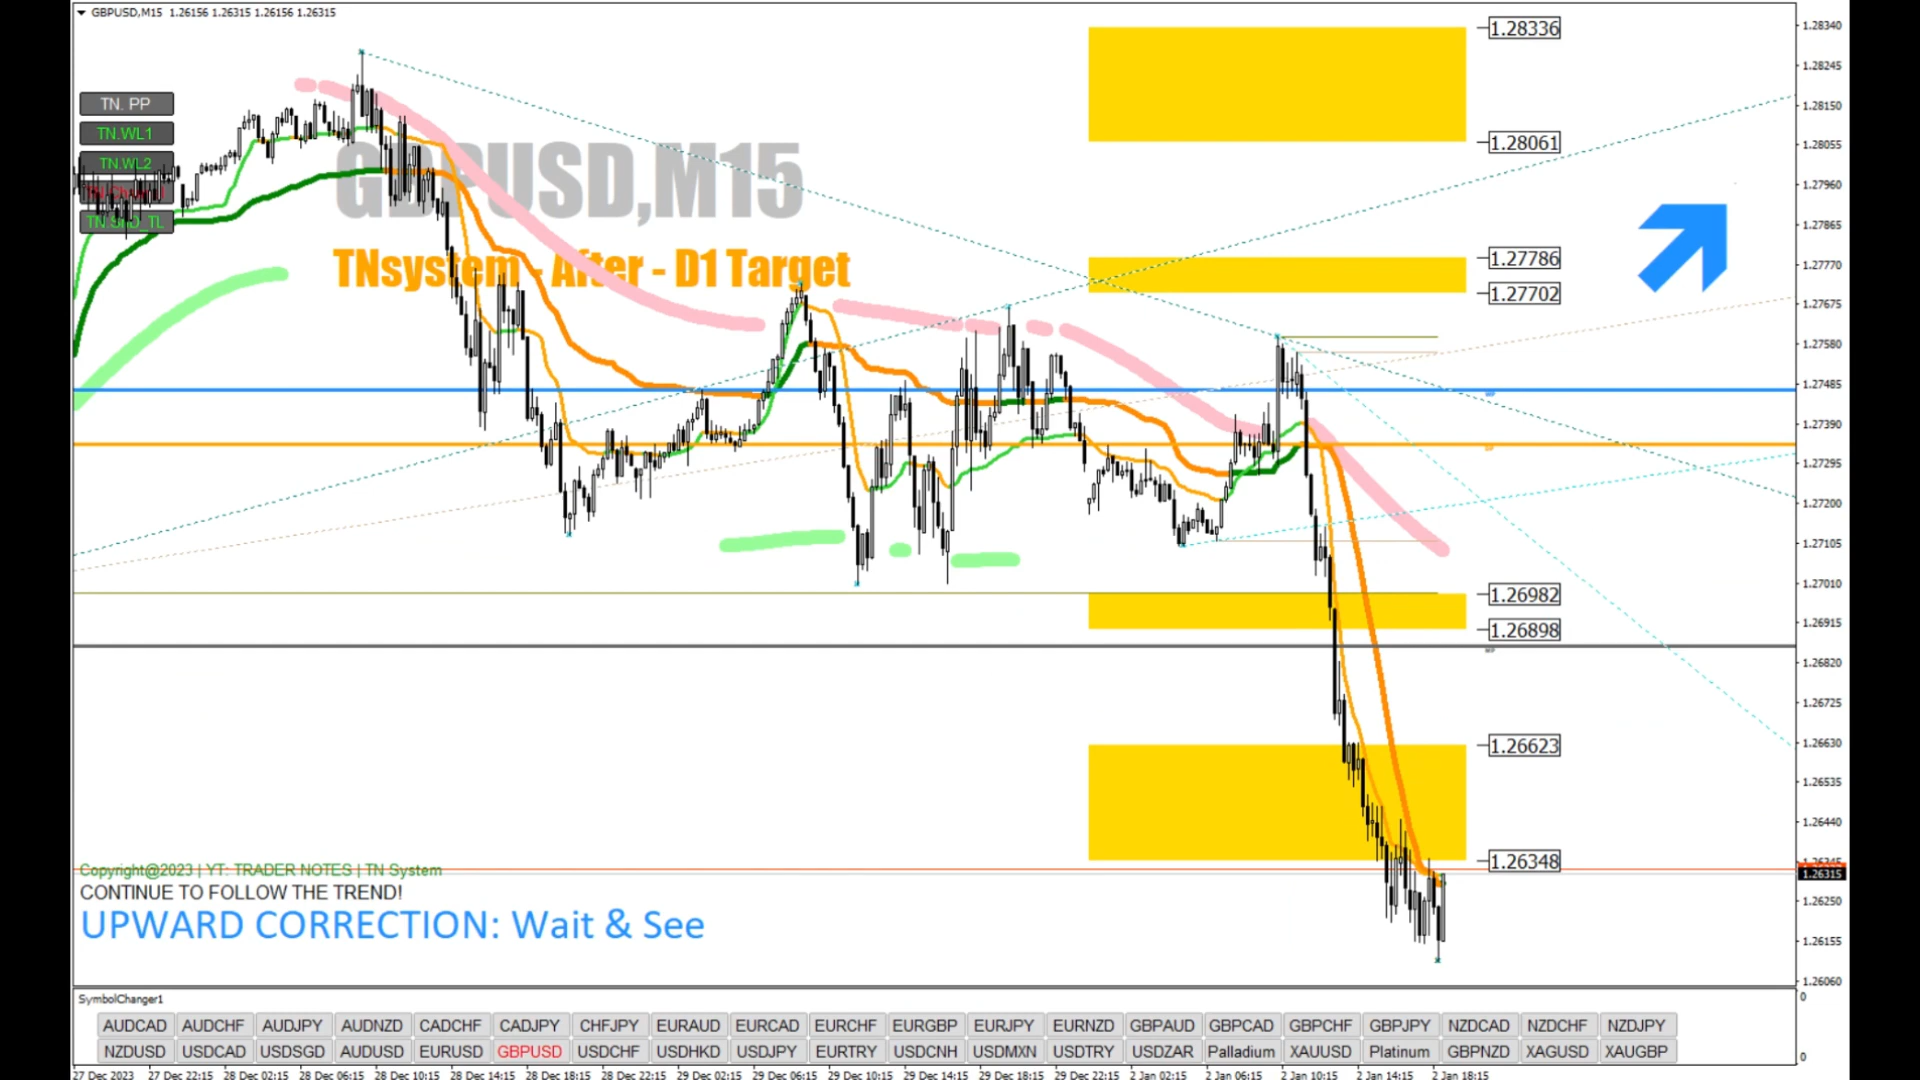 GBPUSD,M15 1.26156 1.26315 1.26156 1.26315
TN. PP
TN.WL1
TN.WL2
TN.SnD_TL
GBPUSD,M15
TNsystem - After - D1 Target
1.28336
1.28061
1.27786
1.27702
1.26982
1.26898
1.26623
1.26348
1.28340
1.28245
1.28150
1.28055
1.27960
1.27865
1.27770
1.27675
1.27580
1.27485
1.27390
1.27295
1.27200
1.27105
1.27010
1.26915
1.26820
1.26725
1.26630
1.26535
1.26440
1.26315
1.26250
1.26155
1.26060
Copyright@2023 | YT: TRADER NOTES | TN System
CONTINUE TO FOLLOW THE TREND!
UPWARD CORRECTION: Wait & See
SymbolChanger1
0
AUDCAD AUDCHF AUDJPY AUDNZD CADCHF CADJPY CHFJPY EURAUD EURCAD EURCHF EURGBP EURJPY EURNZD GBPAUD GBPCAD GBPCHF GBPJPY NZDCAD NZDCHF NZDJPY
NZDUSD USDCAD USDSGD AUDUSD EURUSD GBPUSD USDCHF USDHKD USDJPY EURTRY USDCNH USDMXN USDTRY USDZAR Palladium XAUUSD Platinum GBPNZD XAGUSD XAUGBP
0
27 Dec 2023 27 Dec 22:15 28 Dec 02:15 28 Dec 06:15 28 Dec 10:15 28 Dec 14:15 28 Dec 18:15 28 Dec 22:15 29 Dec 02:15 29 Dec 06:15 29 Dec 10:15 29 Dec 14:15 29 Dec 18:15 29 Dec 22:15 2 Jan 02:15 2 Jan 06:15 2 Jan 10:15 2 Jan 14:15 2 Jan 18:15